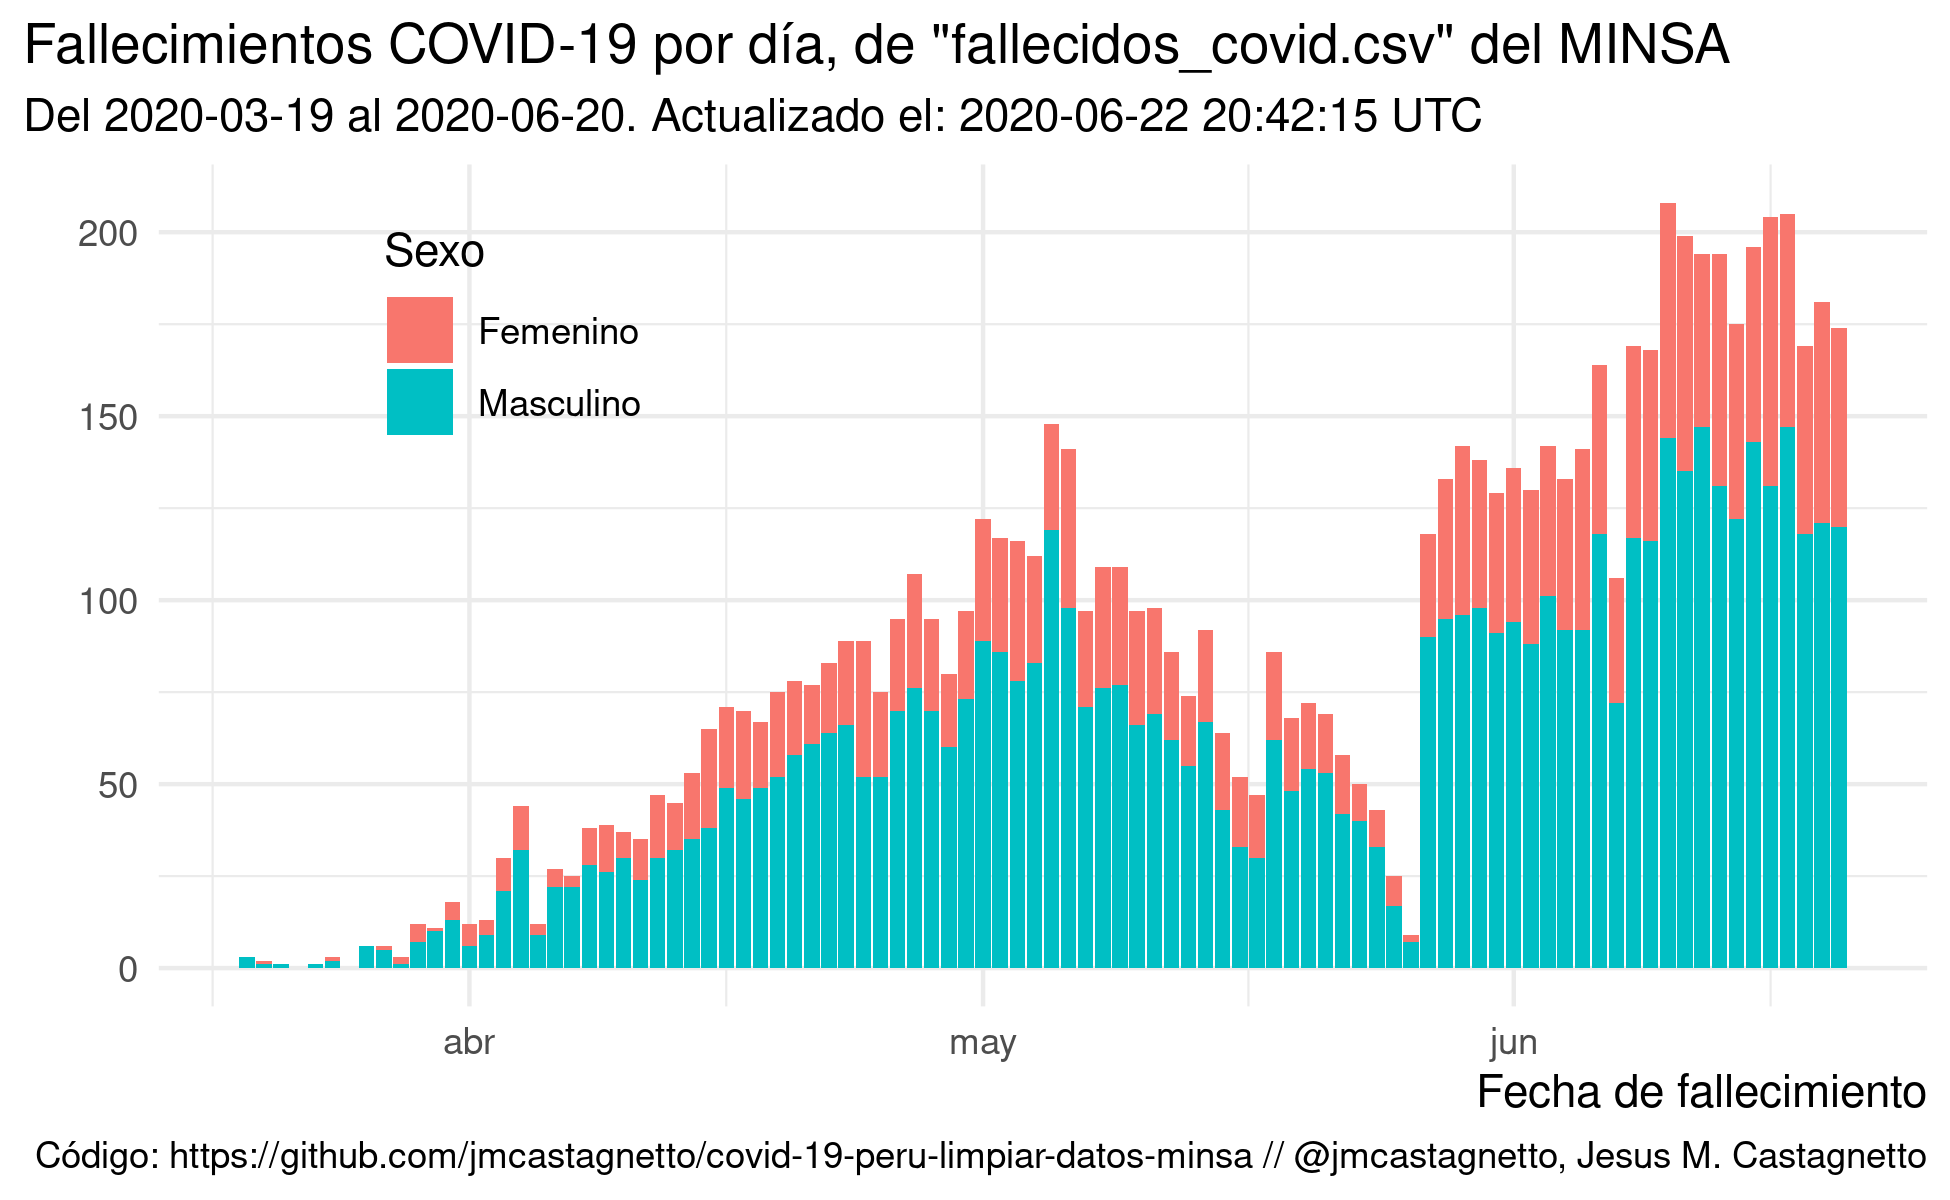 Fallecimientos COVID-19 por día, de "fallecidos_covid.csv" del MINSA
Del 2020-03-19 al 2020-06-20. Actualizado el: 2020-06-22 20:42:15 UTC
Sexo
Femenino
Masculino
200
150
100
50
0
abr may jun
Fecha de fallecimiento
Código: https://github.com/jmcastagnetto/covid-19-peru-limpiar-datos-minsa // @jmcastagnetto, Jesus M. Castagnetto